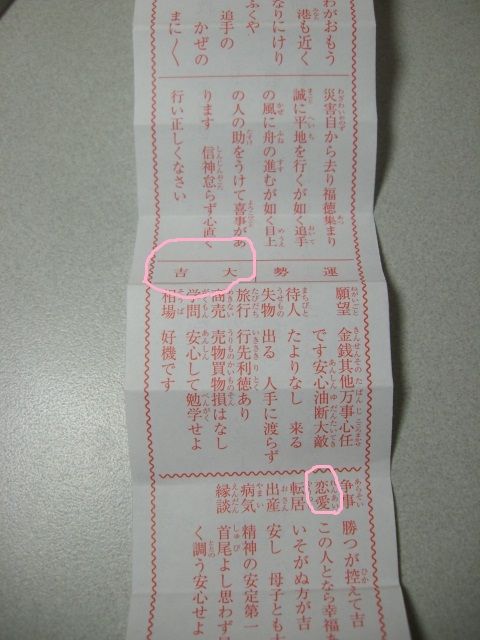 わがおもう
港も近く
なりにけり
ふくや
追手の
かぜの
まに〱
災害自から去り福徳集まり
誠に平地を行くが如く追手
の風に舟の進むが如く目上
の人の助をうけて喜事があ
ります 信神怠らず心直く
行い正しくなさい
運勢 大吉
願望 金銭其他万事心任
です安心油断大敵
待人 たよりなし 来る
失物 出る 人手に渡らず
旅行 行先利徳あり
商売 売物買物損はなし
学問 安心して勉学せよ
相場 好機です
争事 勝つが控えて吉
恋愛 この人となら幸福あ
転居 いそがぬ方が吉
出産 安し 母子とも
病気 精神の安定第一
縁談 首尾よし思わず
く調う安心せよ